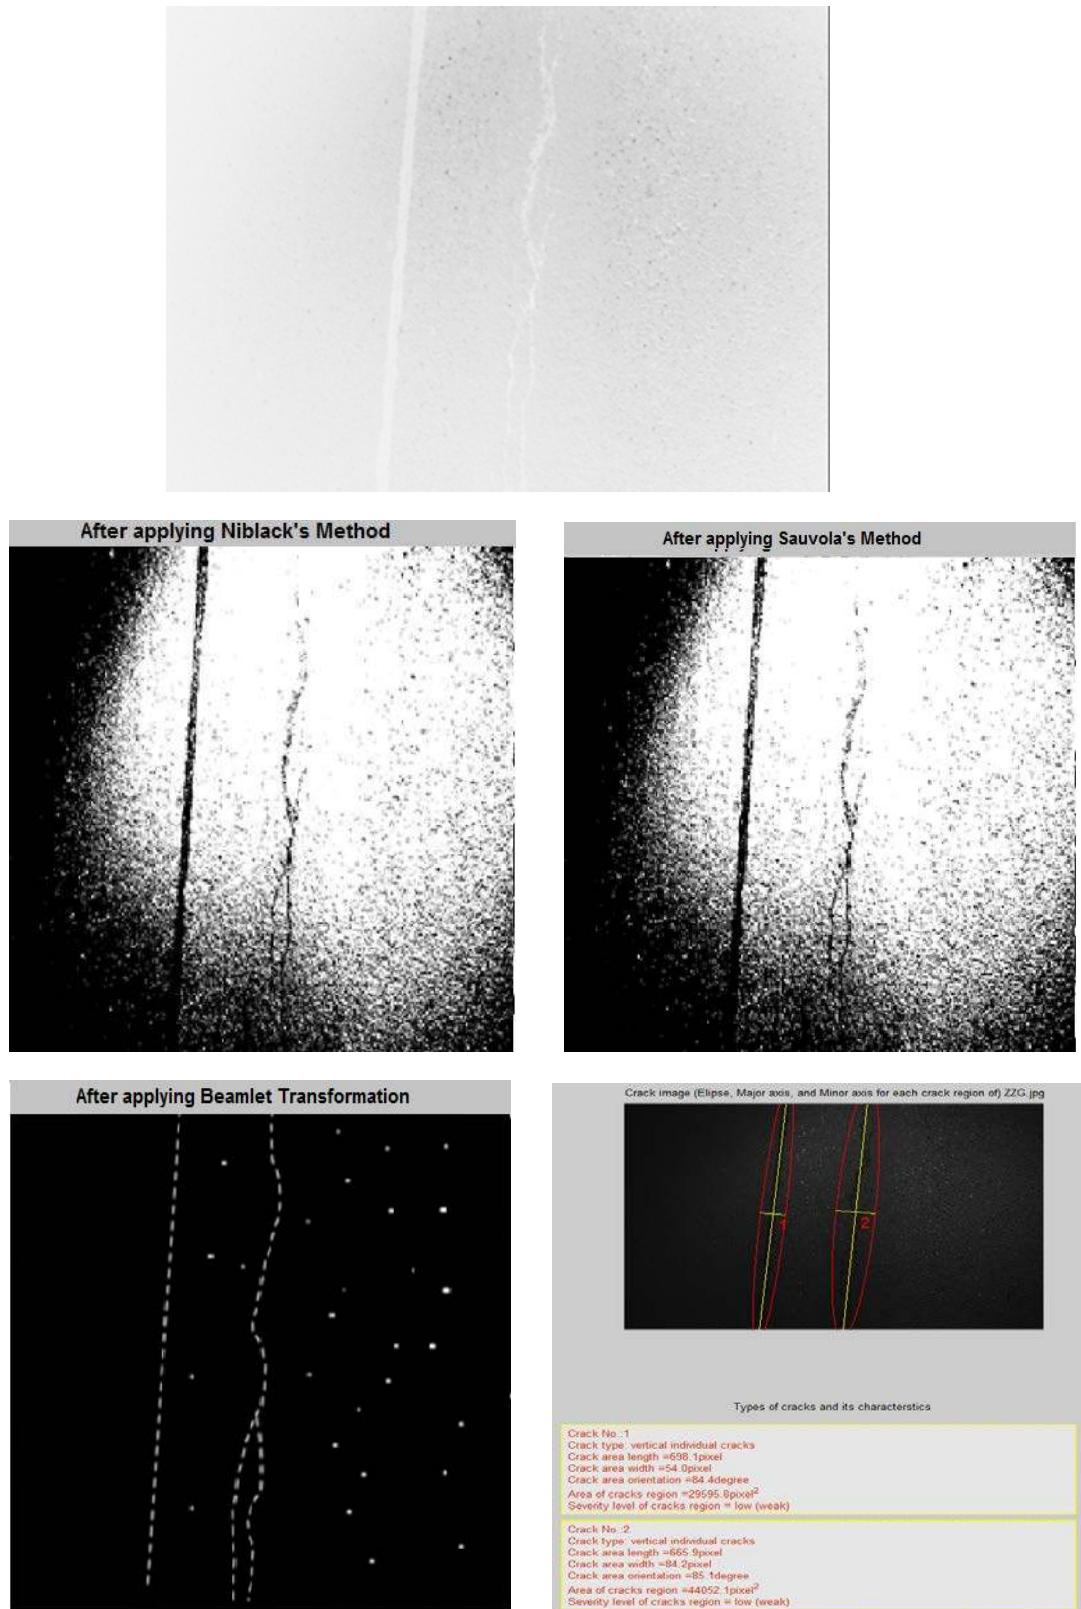 After applying Niblack's Method
After applying Sauvola's Method
After applying Beamlet Transformation
Crack image (Elipse, Major axis, and Minor axis for each crack region of) ZZG.jpg
1
2
Types of cracks and its characterstics
Crack No.:1
Crack type: vertical individual cracks
Crack area length =698.1pixel
Crack area width =54.0pixel
Crack area orientation =84.4degree
Area of cracks region =29595.8pixel²
Severity level of cracks region = low (weak)
Crack No.:2
Crack type: vertical individual cracks
Crack area length =665.9pixel
Crack area width =84.2pixel
Crack area orientation =85.1degree
Area of cracks region =44052.1pixel²
Severity level of cracks region = low (weak)